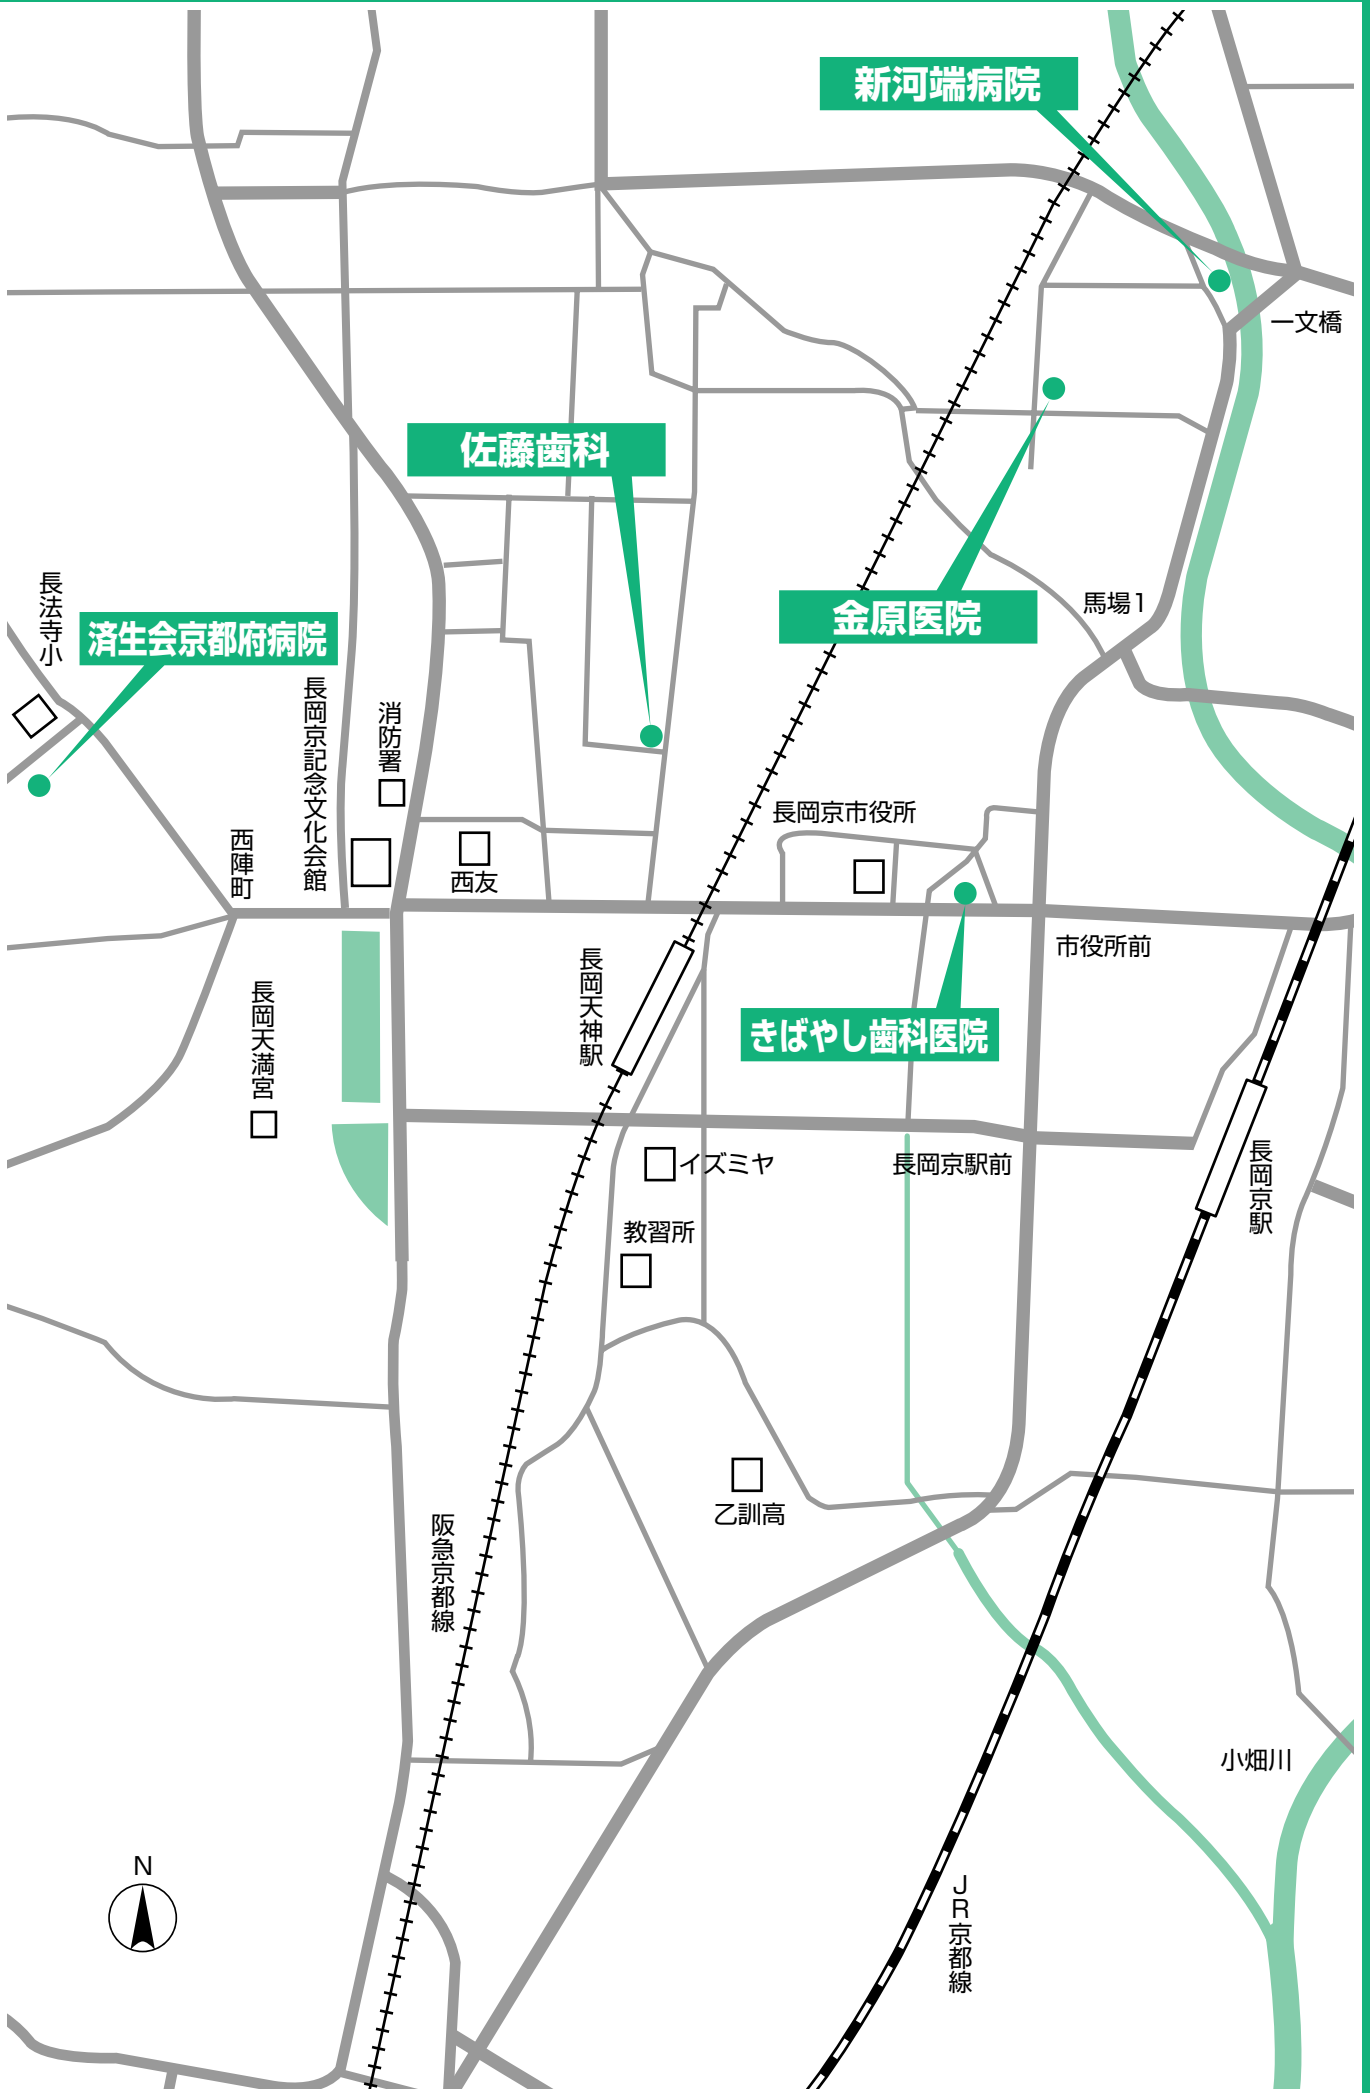 新河端病院
一文橋
佐藤歯科
長法寺小
済生会京都府病院
金原医院
馬場1
長岡京記念文化会館
消防署
長岡京市役所
西陣町
西友
市役所前
長岡天神駅
長岡天満宮
きばやし歯科医院
イズミヤ
長岡京駅前
長岡京駅
教習所
乙訓高
阪急京都線
小畑川
N
JR京都線